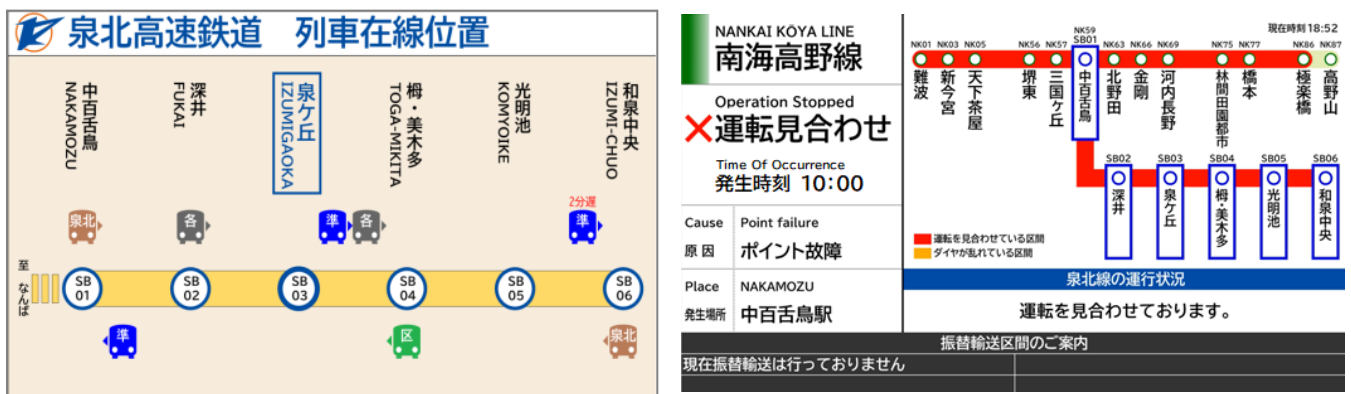 泉北高速鉄道 列車在線位置
中百舌鳥
NAKAMOZU
深井
FUKAI
泉ケ丘
IZUMIGAOKA
栂・美木多
TOGA-MIKITA
光明池
KOMYOIKE
和泉中央
IZUMI-CHUO
2分遅
泉北
各
準
各
準
至 なんば
SB
01
SB
02
SB
03
SB
04
SB
05
SB
06
準
区
泉北
NANKAI KŌYA LINE
南海高野線
Operation Stopped
運転見合わせ
Time Of Occurrence
発生時刻 10:00
Cause
Point failure
原因
ポイント故障
Place
NAKAMOZU
発生場所
中百舌鳥駅
現在時刻 18:52
NK01 NK03 NK05 NK56 NK57 NK59 SB01 NK63 NK66 NK69 NK75 NK77 NK86 NK87
難波
新今宮
天下茶屋
堺東
三国ヶ丘
中百舌鳥
北野田
金剛
河内長野
林間田園都市
橋本
極楽橋
高野山
SB02 SB03 SB04 SB05 SB06
深井
泉ケ丘
栂・美木多
光明池
和泉中央
運転を見合わせている区間
ダイヤが乱れている区間
泉北線の運行状況
運転を見合わせております。
振替輸送区間のご案内
現在振替輸送は行っておりません